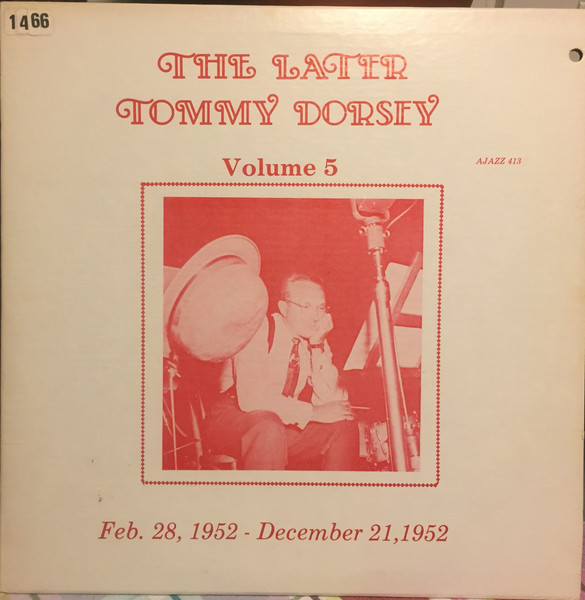 1466
THE LATER
TOMMY DORSEY
Volume 5
AJAZZ 413
Feb. 28, 1952 - December 21,1952